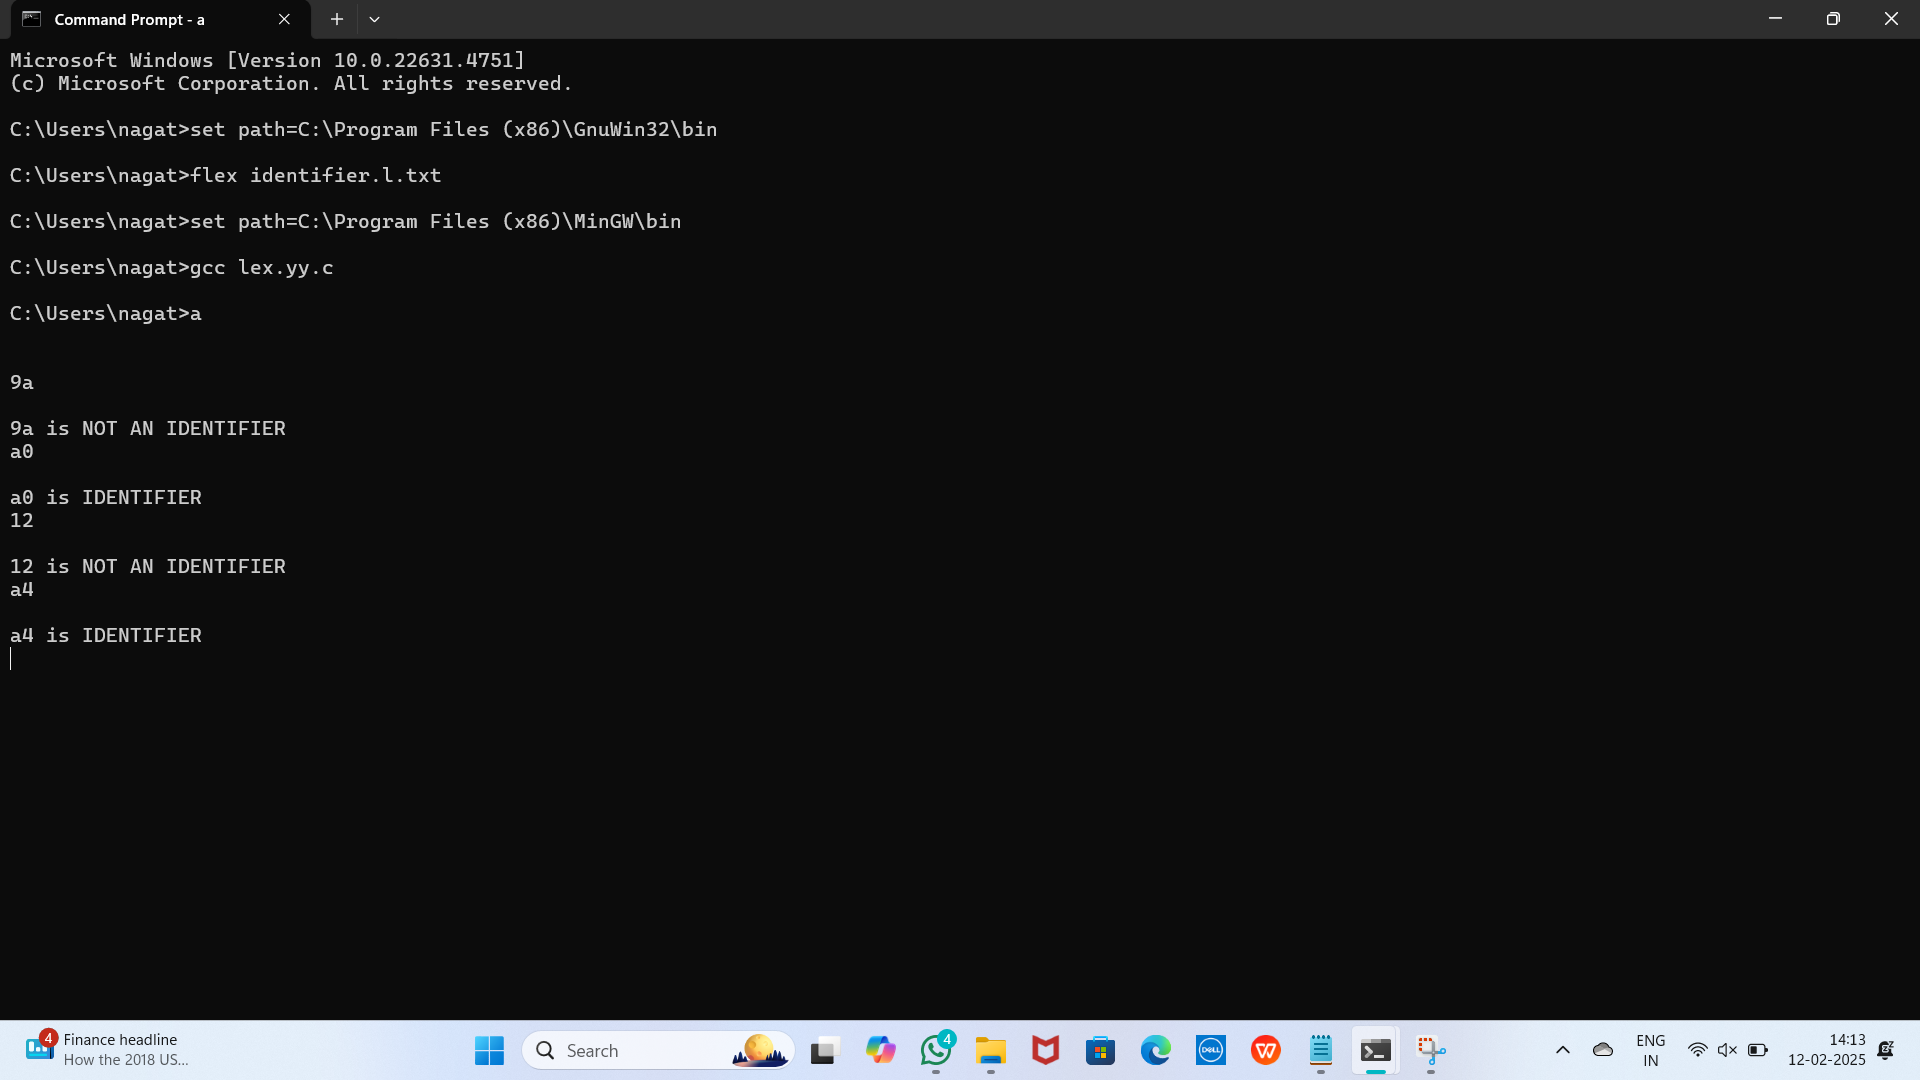 Command Prompt - a
Microsoft Windows [Version 10.0.22631.4751]
(c) Microsoft Corporation. All rights reserved.
C:\Users\nagat>set path=C:\Program Files (x86)\GnuWin32\bin
C:\Users\nagat>flex identifier.l.txt
C:\Users\nagat>set path=C:\Program Files (x86)\MinGW\bin
C:\Users\nagat>gcc lex.yy.c
C:\Users\nagat>a
9a
9a is NOT AN IDENTIFIER
a0
a0 is IDENTIFIER
12
12 is NOT AN IDENTIFIER
a4
a4 is IDENTIFIER
4
Finance headline
How the 2018 US...
Search
4
DELL
W
ENG
IN
14:13
12-02-2025